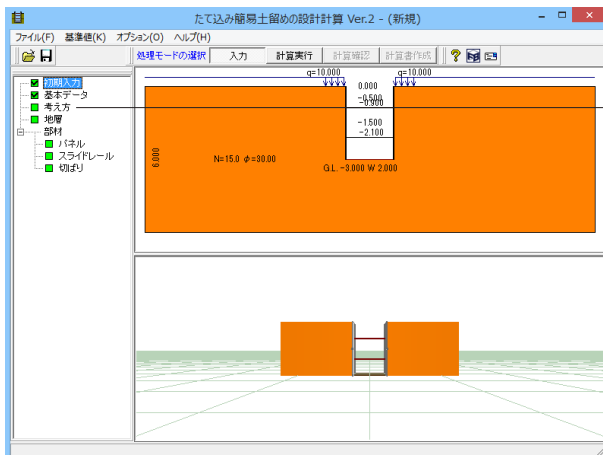 たて込み簡易土留めの設計計算 Ver.2 - (新規)
ファイル(F) 基準値(K) オプション(O) ヘルプ(H)
処理モードの選択 入力 計算実行 計算確認 計算書作成
初期入力
基本データ
考え方
地層
部材
パネル
スライドレール
切ばり
q=10.000 q=10.000
0.000
-0.500
-0.900
-1.500
-2.100
6.000
N=15.0 φ=30.00
G.L. -3.000 W 2.000